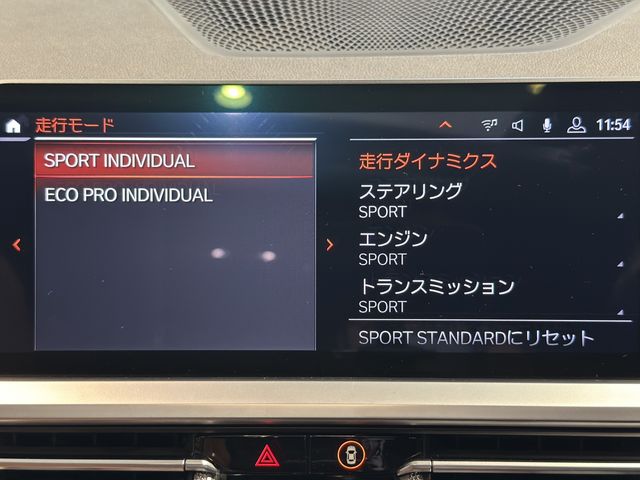 走行モード
11:54
SPORT INDIVIDUAL
ECO PRO INDIVIDUAL
走行ダイナミクス
ステアリング
SPORT
エンジン
SPORT
トランスミッション
SPORT
SPORT STANDARDにリセット